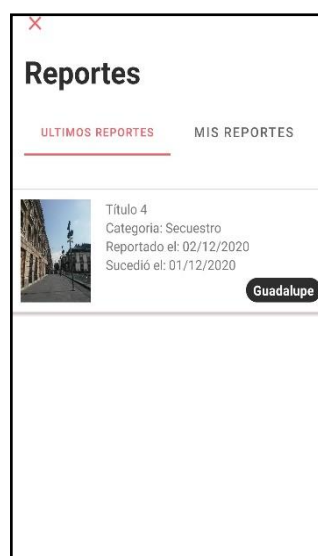 Reportes
ULTIMOS REPORTES
MIS REPORTES
Título 4
Categoria: Secuestro
Reportado el: 02/12/2020
Sucedió el: 01/12/2020
Guadalupe